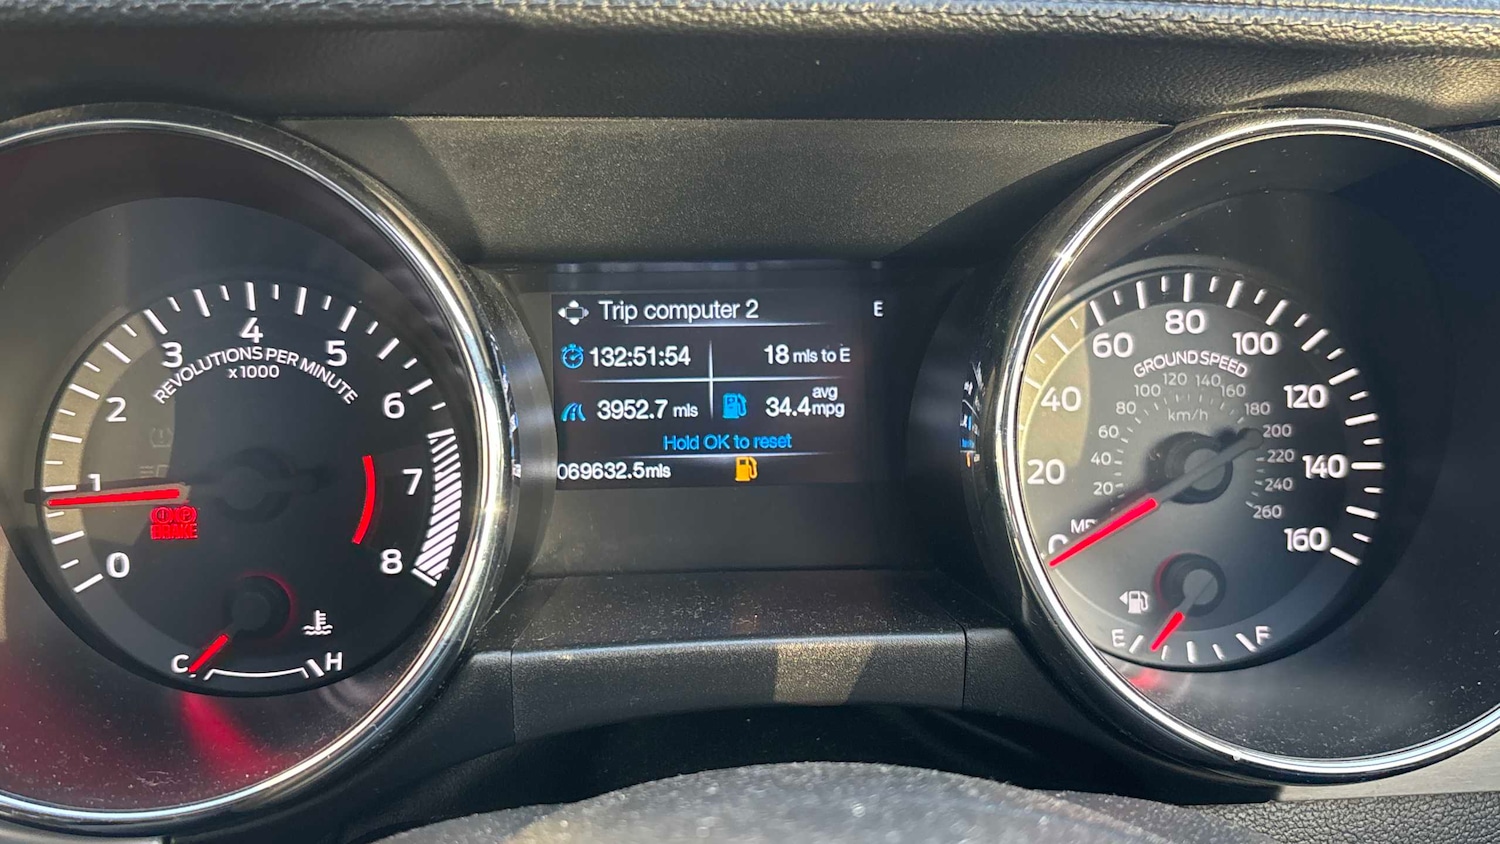 0
1
2
3
4
5
6
7
8
REVOLUTIONS PER MINUTE
x1000
BRAKE
C
H
Trip computer 2
E
132:51:54
18 mls to E
3952.7 mls
34.4 avg mpg
Hold OK to reset
069632.5mls
0
20
40
60
80
100
120
140
160
GROUND SPEED
20
40
60
80
100
120
140
160
180
200
220
240
260
km/h
E
F